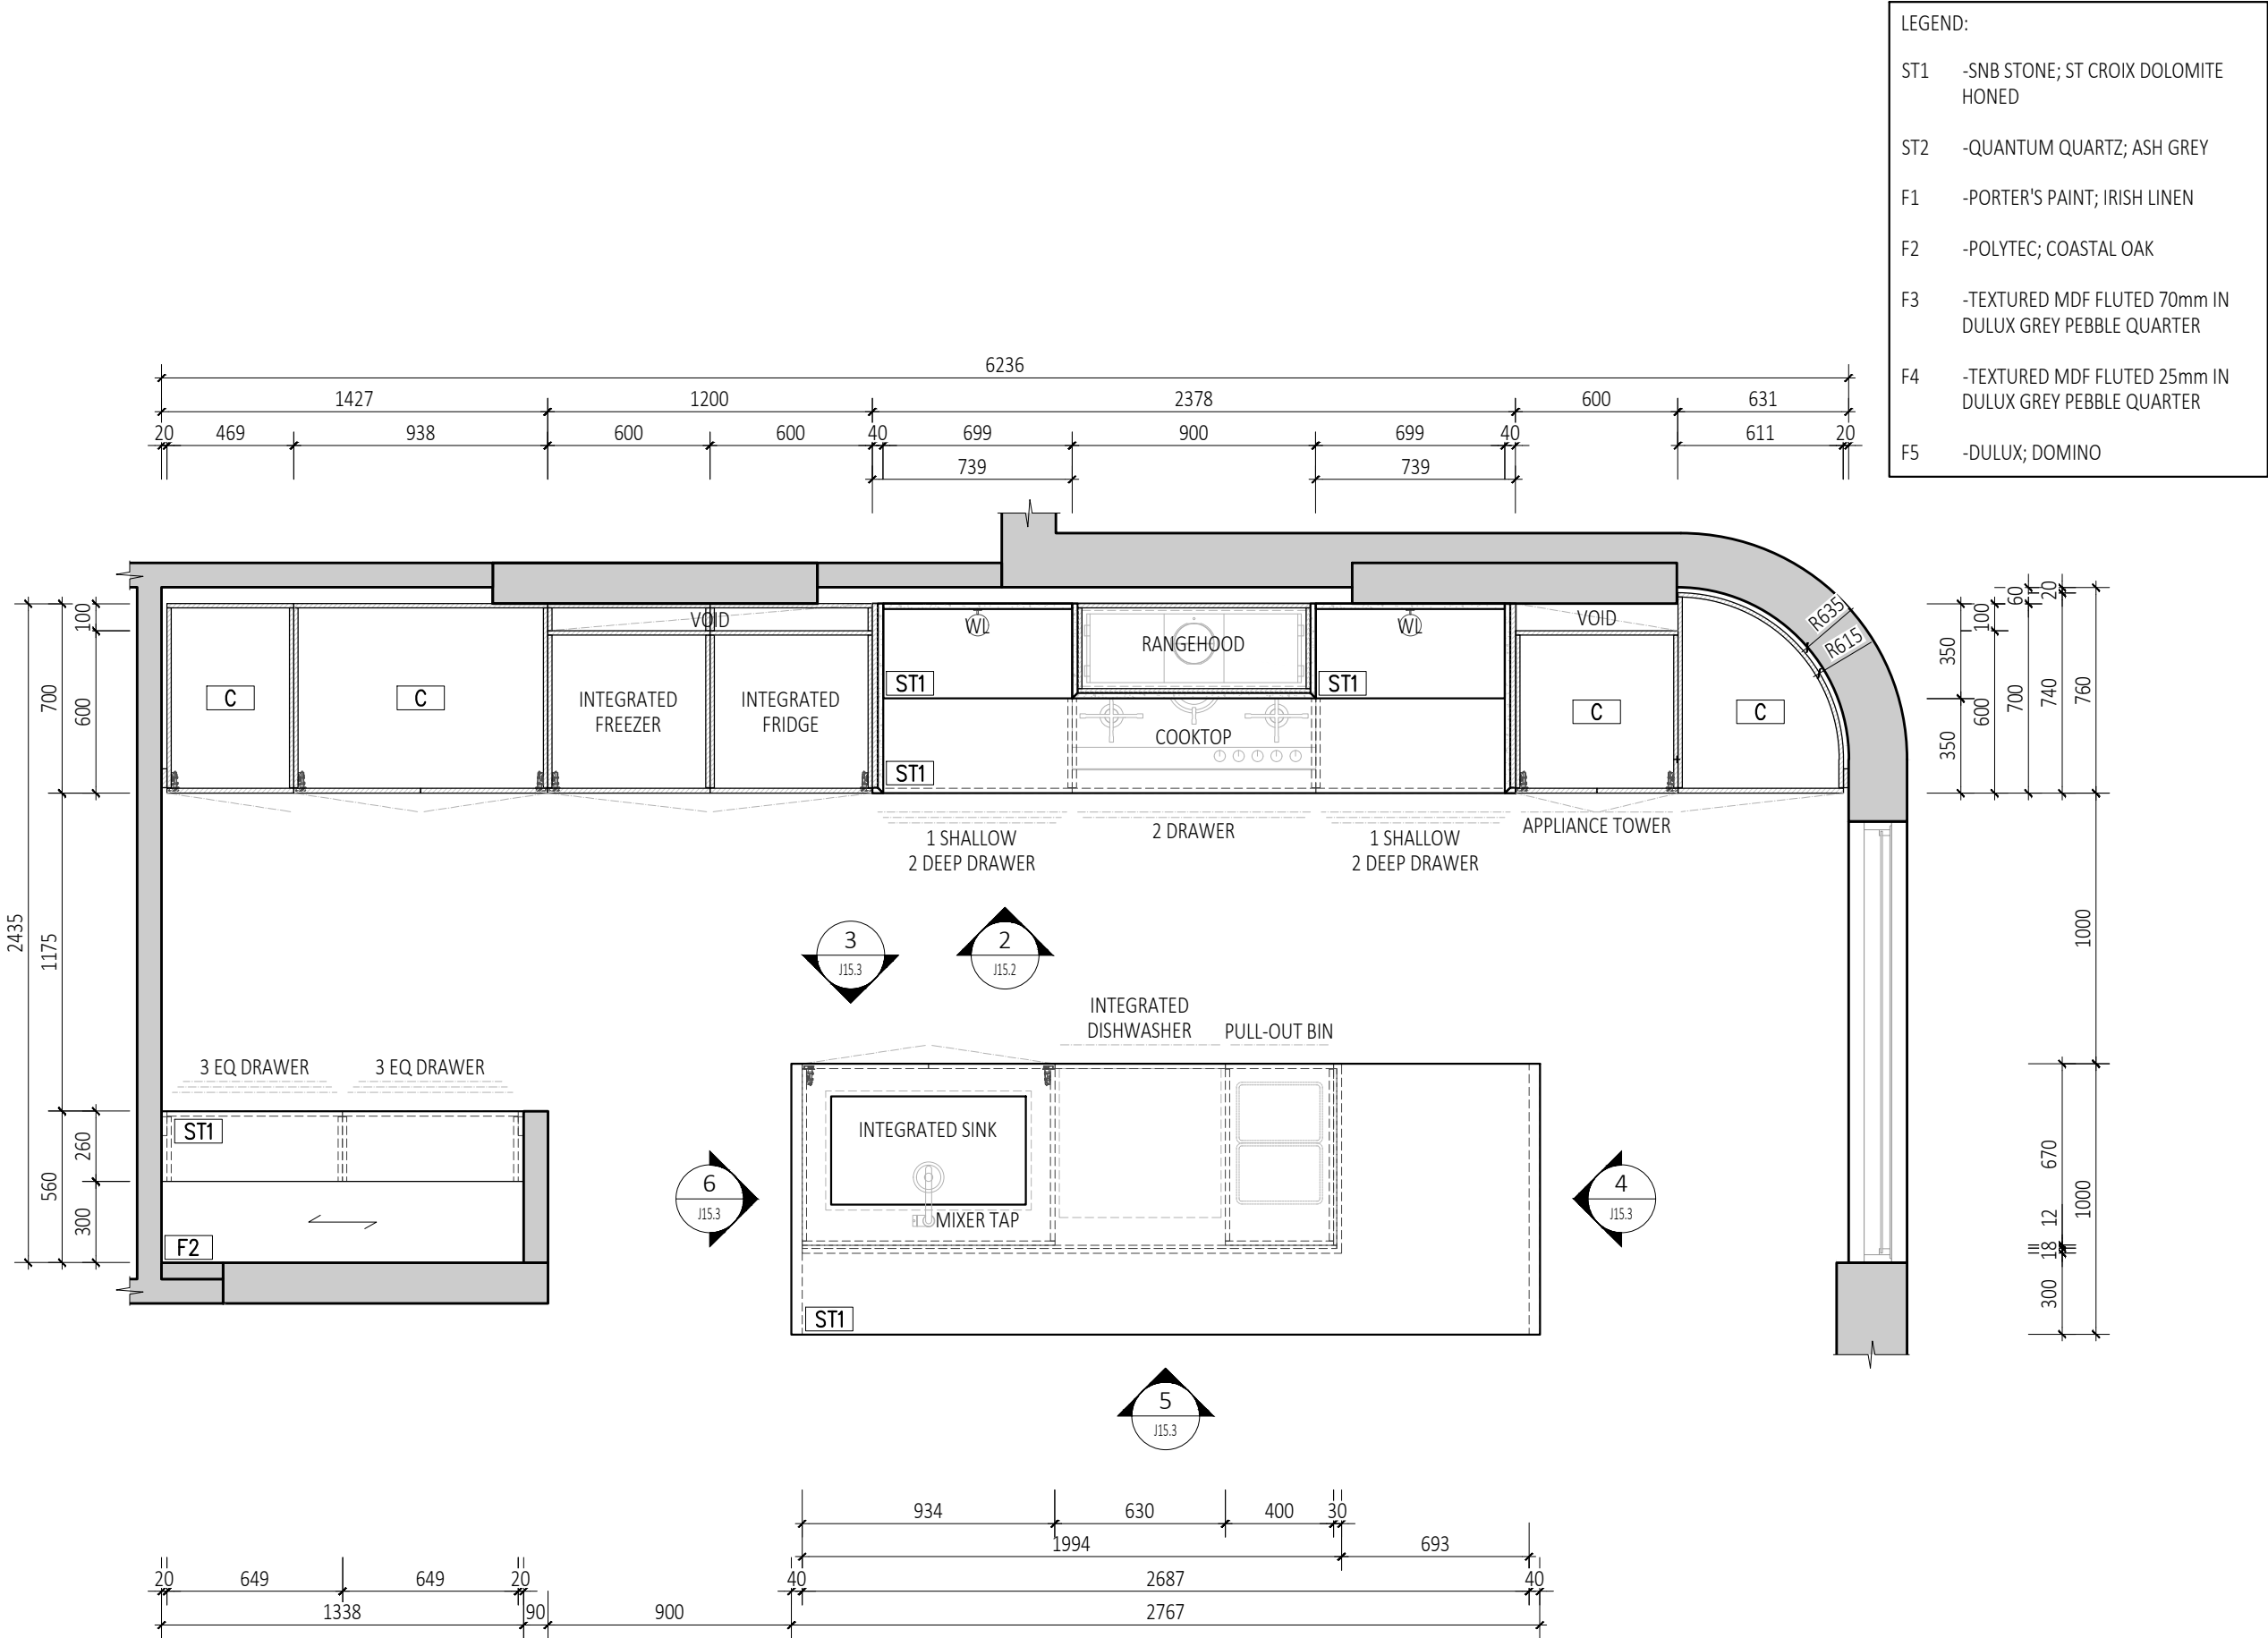 LEGEND:
ST1 -SNB STONE; ST CROIX DOLOMITE
HONED
ST2 -QUANTUM QUARTZ; ASH GREY
F1 -PORTER'S PAINT; IRISH LINEN
F2 -POLYTEC; COASTAL OAK
F3 -TEXTURED MDF FLUTED 70mm IN
DULUX GREY PEBBLE QUARTER
F4 -TEXTURED MDF FLUTED 25mm IN
DULUX GREY PEBBLE QUARTER
F5 -DULUX; DOMINO
6236
1427 1200 2378 600 631
20 469 938 600 600 40 699 900 699 40 611 20
739 739
100
700
600
2435
1175
560
260
300
VOID
WL
RANGEHOOD
WL
VOID
R635
R615
C
C
INTEGRATED
FREEZER
INTEGRATED
FRIDGE
ST1
ST1
COOKTOP
ST1
C
C
350
350
100
600
60
700
20
740
760
1 SHALLOW
2 DEEP DRAWER
2 DRAWER
1 SHALLOW
2 DEEP DRAWER
APPLIANCE TOWER
1000
3
J15.3
2
J15.2
INTEGRATED
DISHWASHER
PULL-OUT BIN
3 EQ DRAWER
3 EQ DRAWER
ST1
F2
INTEGRATED SINK
MIXER TAP
ST1
6
J15.3
4
J15.3
5
J15.3
670
12
18
300
1000
934 630 400 30
1994 693
20 649 649 20 40 2687 40
1338 90 900 2767